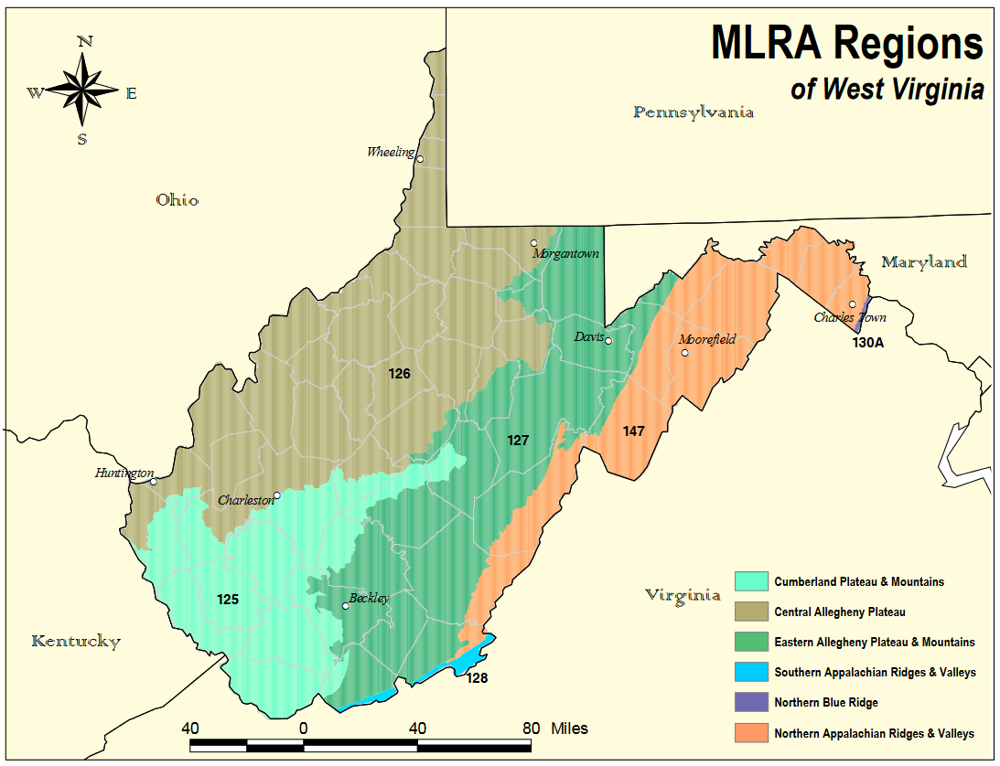 MLRA Regions
of West Virginia
N
W
E
S
Pennsylvania
Wheeling
Ohio
Morgantown
Maryland
Charles Town
Davis
Moorefield
130A
126
147
127
Huntington
Charleston
125
Beckley
Virginia
Kentucky
128
Cumberland Plateau & Mountains
Central Allegheny Plateau
Eastern Allegheny Plateau & Mountains
Southern Appalachian Ridges & Valleys
Northern Blue Ridge
Northern Appalachian Ridges & Valleys
40 0 40 80 Miles